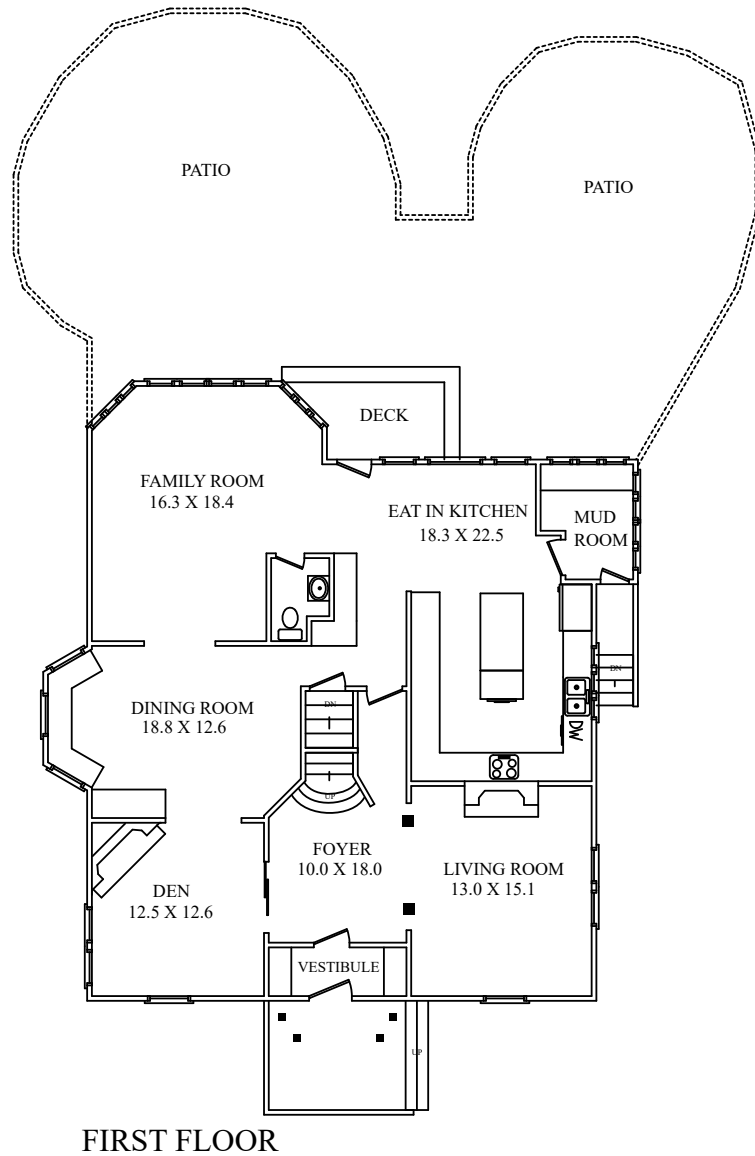 PATIO
PATIO
DECK
FAMILY ROOM
16.3 X 18.4
EAT IN KITCHEN
18.3 X 22.5
MUD
ROOM
DN
DINING ROOM
18.8 X 12.6
DN
DW
UP
FOYER
10.0 X 18.0
LIVING ROOM
13.0 X 15.1
DEN
12.5 X 12.6
VESTIBULE
UP
FIRST FLOOR